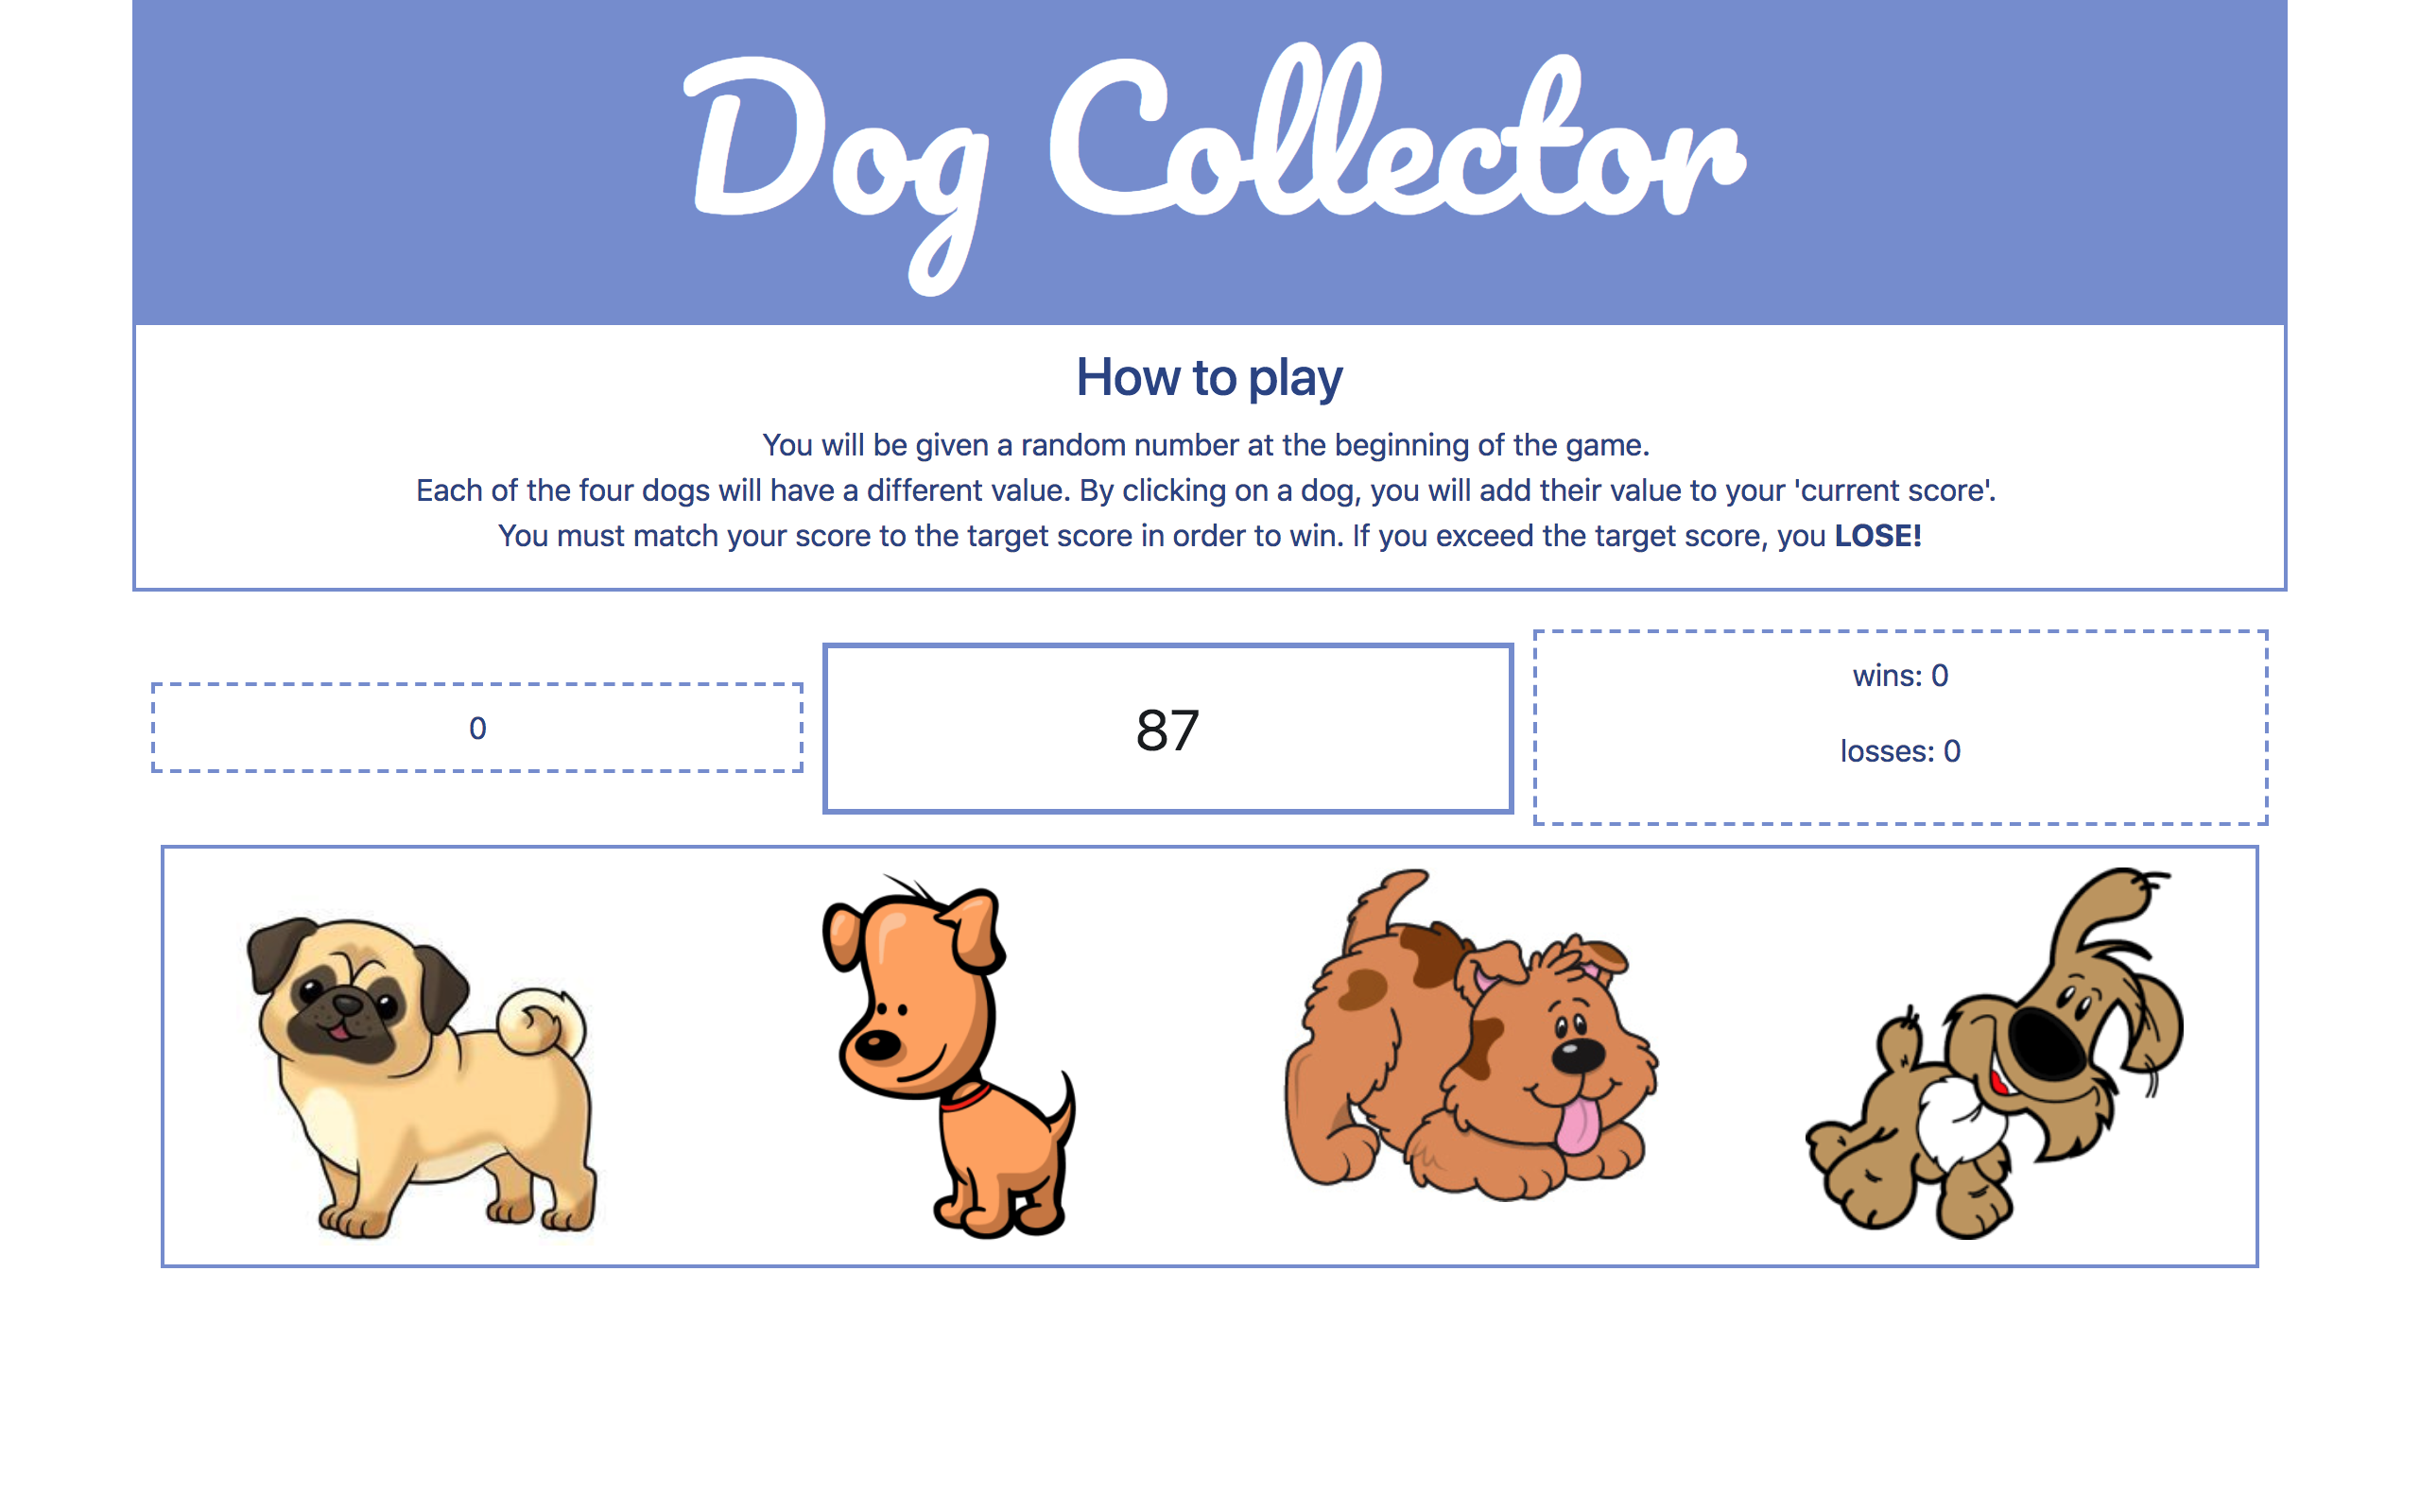 Dog Collector
How to play
You will be given a random number at the beginning of the game.
Each of the four dogs will have a different value. By clicking on a dog, you will add their value to your 'current score'.
You must match your score to the target score in order to win. If you exceed the target score, you LOSE!
0
87
wins: 0
losses: 0